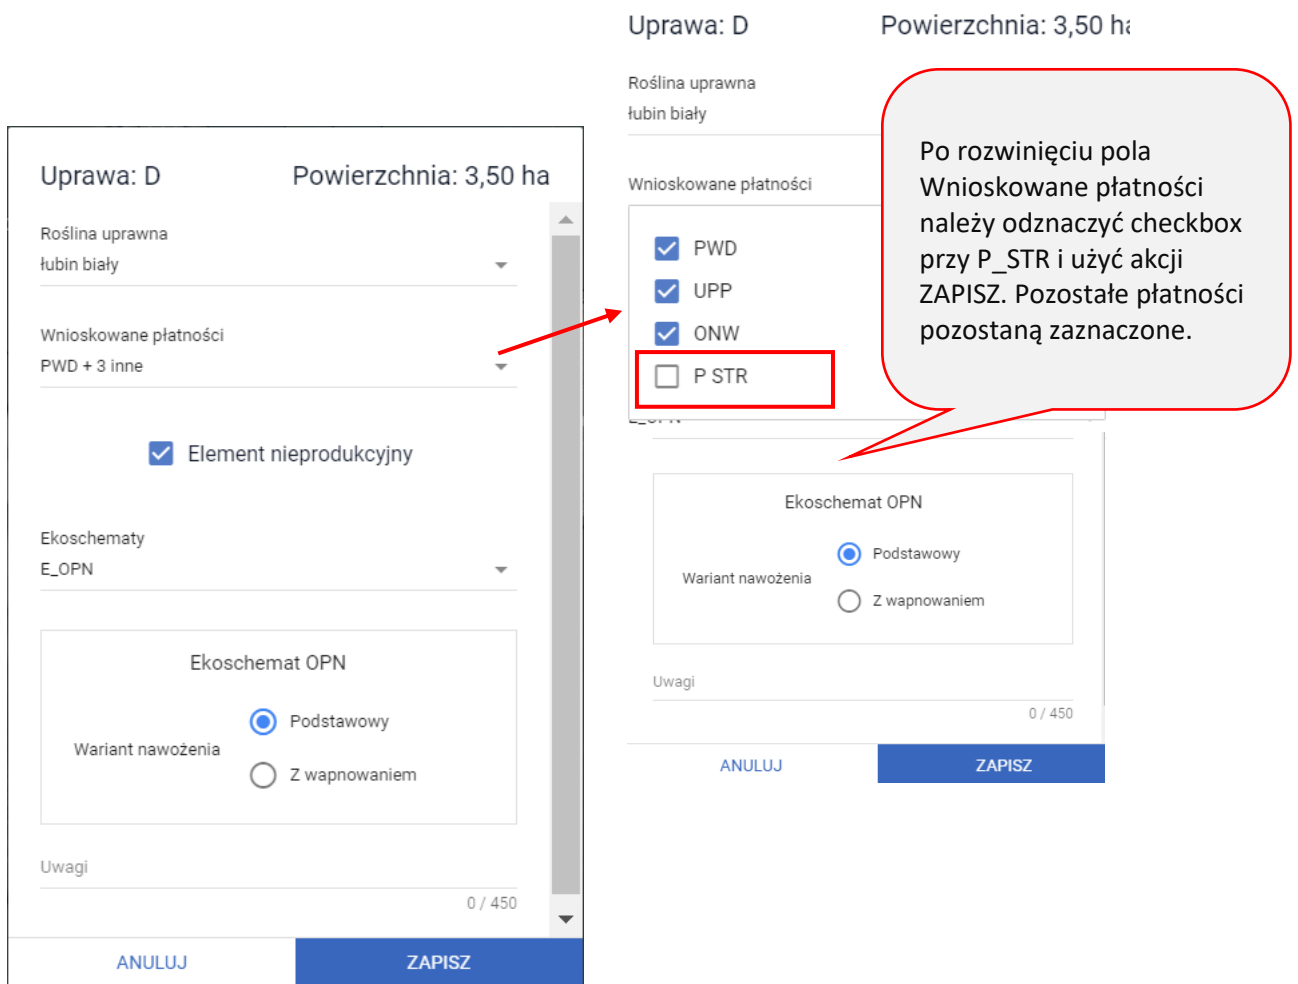 Uprawa: D Powierzchnia: 3,50 ha
Roślina uprawna
łubin biały
Wnioskowane płatności
PWD + 3 inne
Element nieprodukcyjny
Ekoschematy
E_OPN
Ekoschemat OPN
Podstawowy
Wariant nawożenia
Z wapnowaniem
Uwagi
0 / 450
ANULUJ ZAPISZ
Uprawa: D Powierzchnia: 3,50 ha
Roślina uprawna
łubin biały
Wnioskowane płatności
PWD
UPP
ONW
P STR
E_OPN
Ekoschemat OPN
Podstawowy
Wariant nawożenia
Z wapnowaniem
Uwagi
0 / 450
ANULUJ ZAPISZ
Po rozwinięciu pola
Wnioskowane płatności
należy odznaczyć checkbox
przy P_STR i użyć akcji
ZAPISZ. Pozostałe płatności
pozostaną zaznaczone.